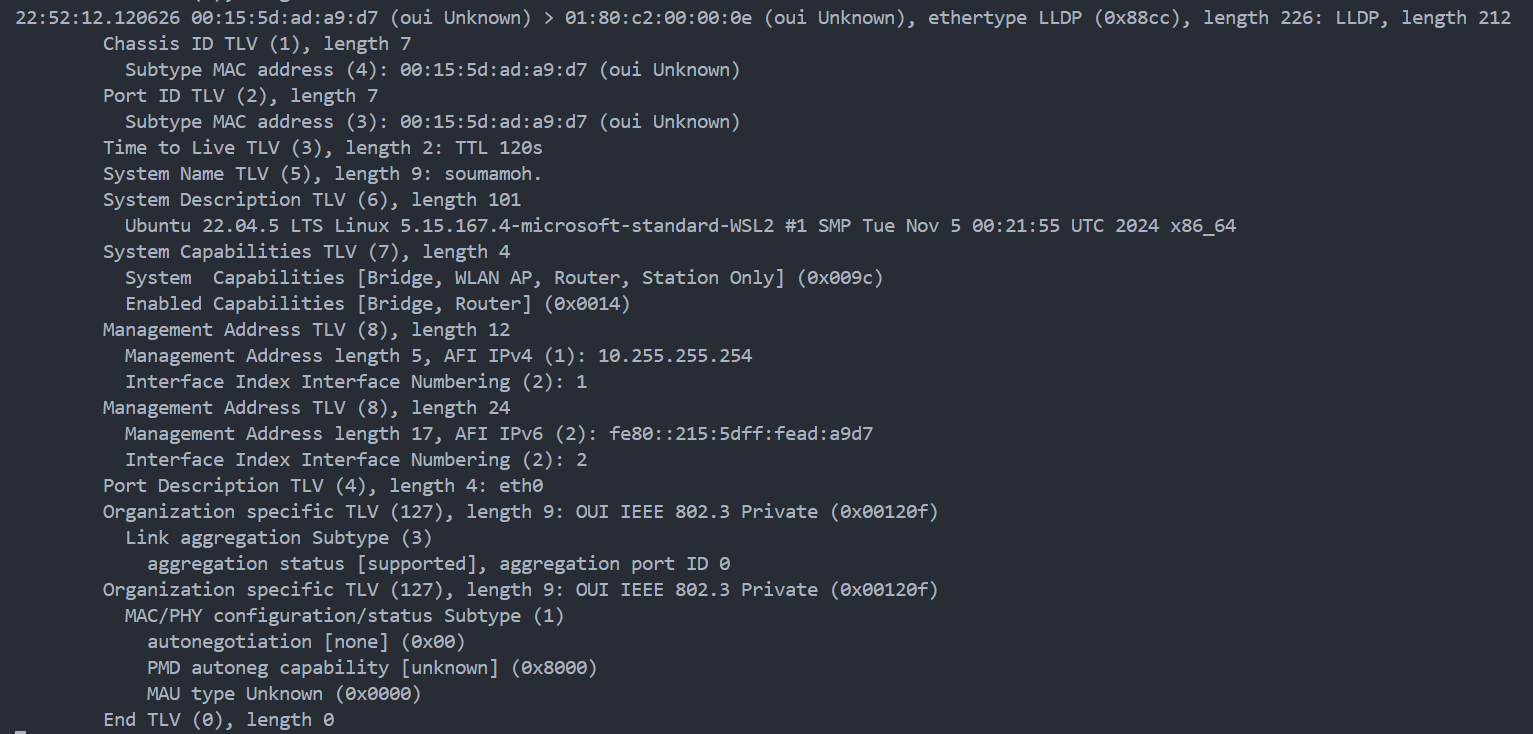 22:52:12.120626 00:15:5d:ad:a9:d7 (oui Unknown) > 01:80:c2:00:00:0e (oui Unknown), ethertype LLDP (0x88cc), length 226: LLDP, length 212
Chassis ID TLV (1), length 7
Subtype MAC address (4): 00:15:5d:ad:a9:d7 (oui Unknown)
Port ID TLV (2), length 7
Subtype MAC address (3): 00:15:5d:ad:a9:d7 (oui Unknown)
Time to Live TLV (3), length 2: TTL 120s
System Name TLV (5), length 9: soumamoh.
System Description TLV (6), length 101
Ubuntu 22.04.5 LTS Linux 5.15.167.4-microsoft-standard-WSL2 #1 SMP Tue Nov 5 00:21:55 UTC 2024 x86_64
System Capabilities TLV (7), length 4
System  Capabilities [Bridge, WLAN AP, Router, Station Only] (0x009c)
Enabled Capabilities [Bridge, Router] (0x0014)
Management Address TLV (8), length 12
Management Address length 5, AFI IPv4 (1): 10.255.255.254
Interface Index Interface Numbering (2): 1
Management Address TLV (8), length 24
Management Address length 17, AFI IPv6 (2): fe80::215:5dff:fead:a9d7
Interface Index Interface Numbering (2): 2
Port Description TLV (4), length 4: eth0
Organization specific TLV (127), length 9: OUI IEEE 802.3 Private (0x00120f)
Link aggregation Subtype (3)
aggregation status [supported], aggregation port ID 0
Organization specific TLV (127), length 9: OUI IEEE 802.3 Private (0x00120f)
MAC/PHY configuration/status Subtype (1)
autonegotiation [none] (0x00)
PMD autoneg capability [unknown] (0x8000)
MAU type Unknown (0x0000)
End TLV (0), length 0